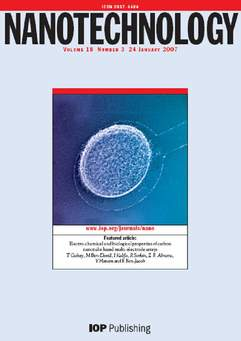 ISSN 0957-4484
NANOTECHNOLOGY
VOLUME 18 NUMBER 3 24 JANUARY 2007
www.iop.org/journals/nano
Featured article:
Electro-chemical and biological properties of carbon
nanotube based multi-electrode arrays
T Gabay, M Ben-David, I Kalifa, R Sorkin, Z R Abrams,
Y Hanein and E Ben-Jacob
IOP Publishing